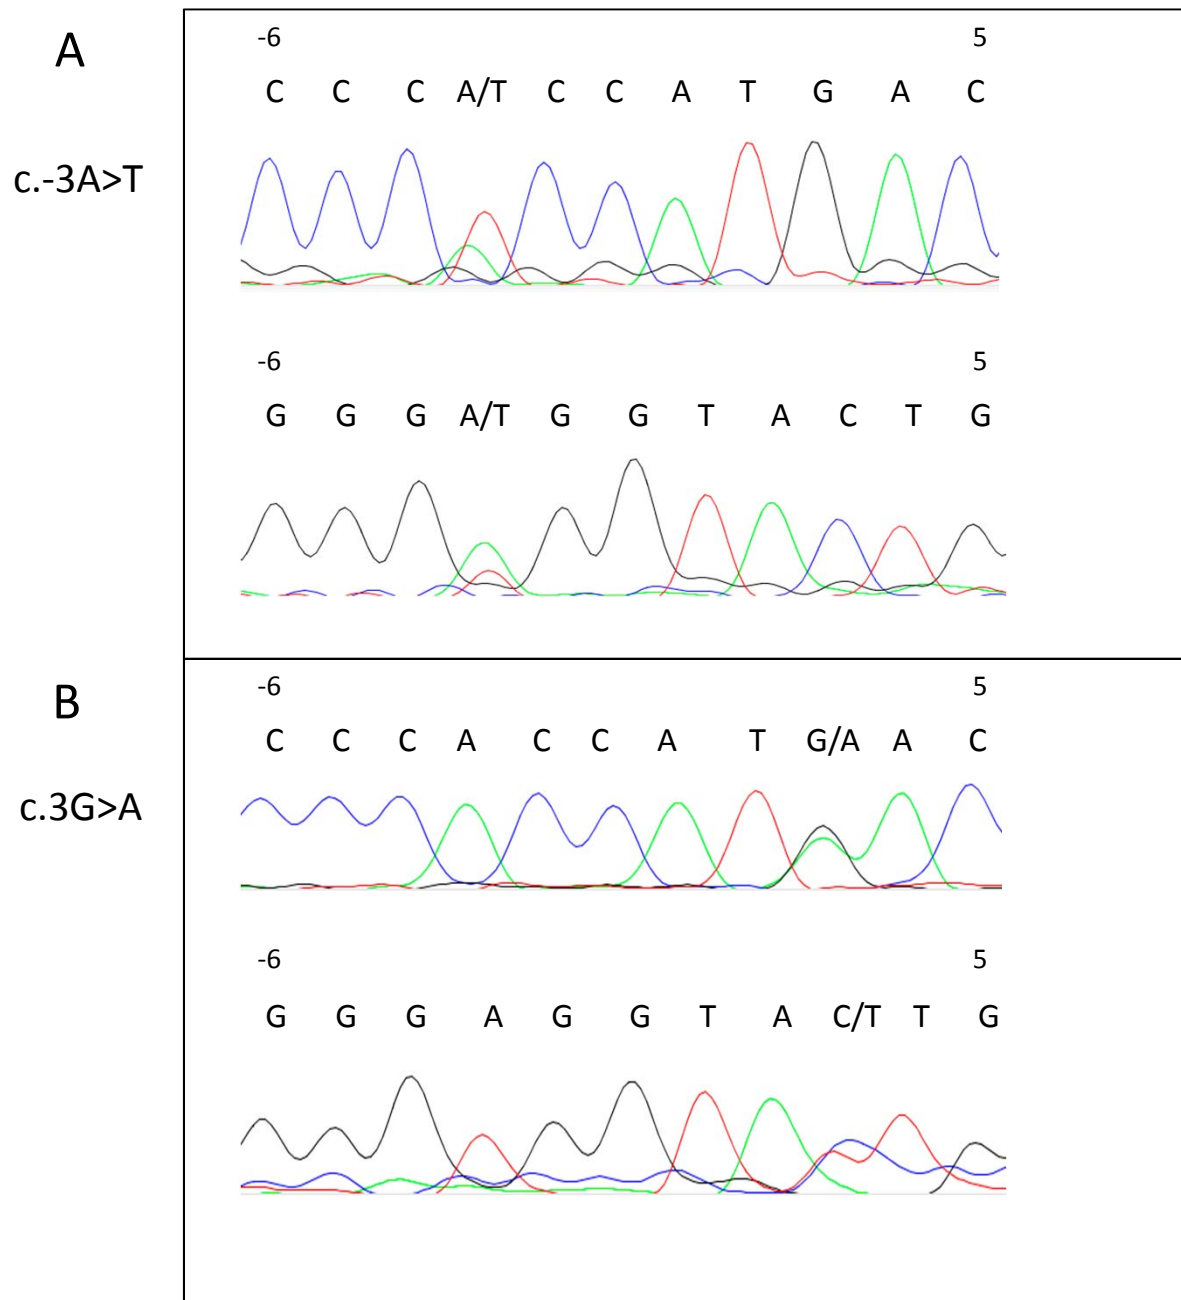 A
c.-3A>T
-6 5
C C C A/T C C A T G A C
-6 5
G G G A/T G G T A C T G
B
c.3G>A
-6 5
C C C A C C A T G/A A C
-6 5
G G G A G G T A C/T T G